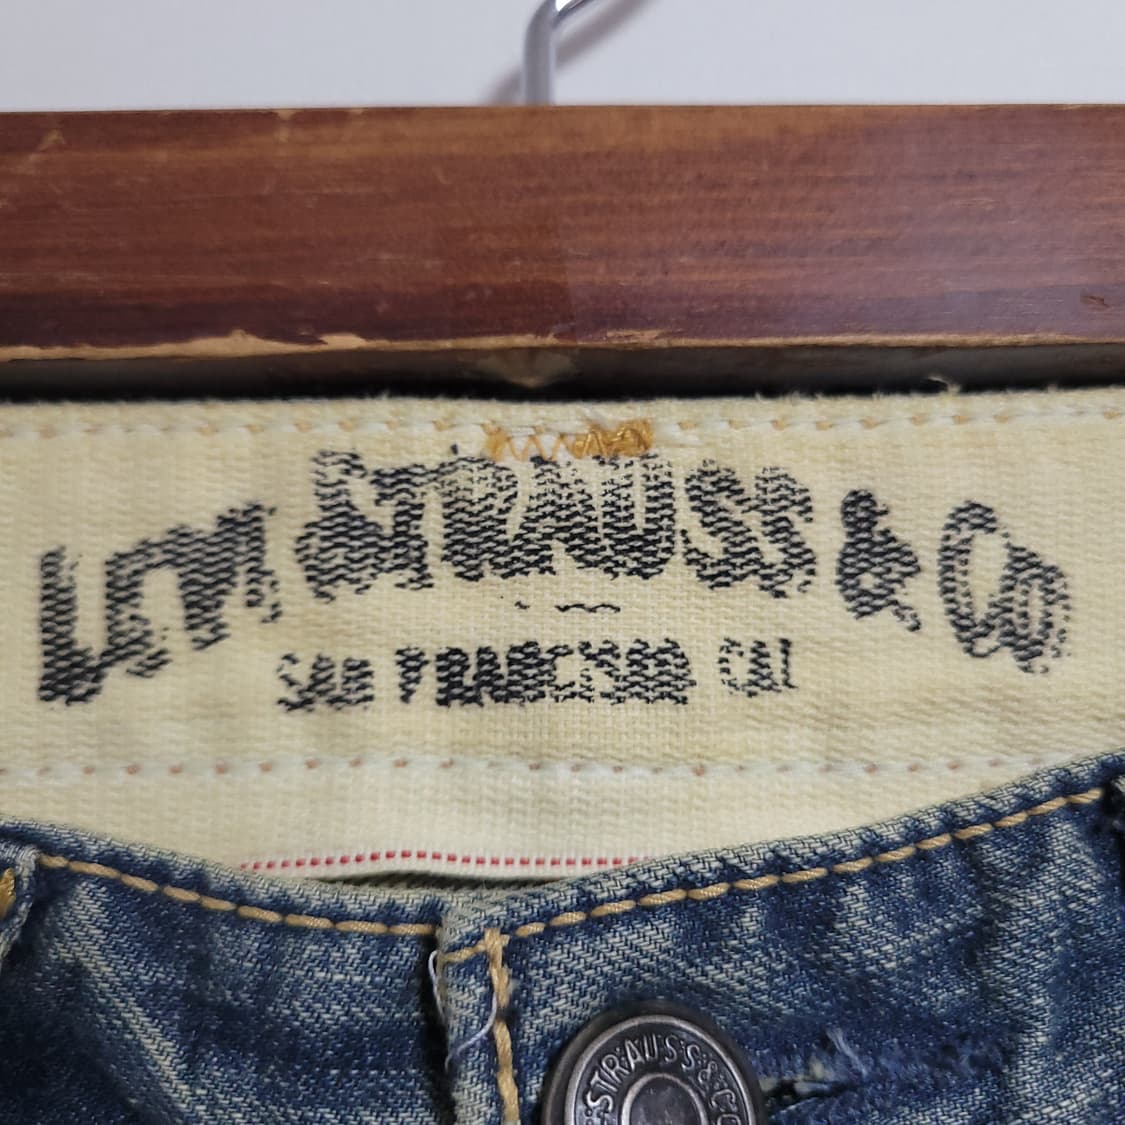 LEVI STRAUSS & Co
SAN FRANCISCO CAL
STRAUSS & CO